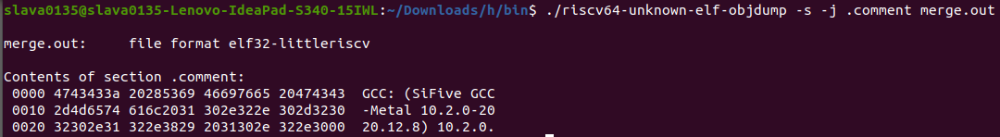 slava0135@slava0135-Lenovo-IdeaPad-S340-15IWL:~/Downloads/h/bin$ ./riscv64-unknown-elf-objdump -s -j .comment merge.out
merge.out:     file format elf32-littleriscv
Contents of section .comment:
 0000 4743433a 20285369 46697665 20474343  GCC: (SiFive GCC
 0010 2d4d6574 616c2031 302e322e 302d3230  -Metal 10.2.0-20
 0020 32302e31 322e3829 2031302e 322e3000  20.12.8) 10.2.0.